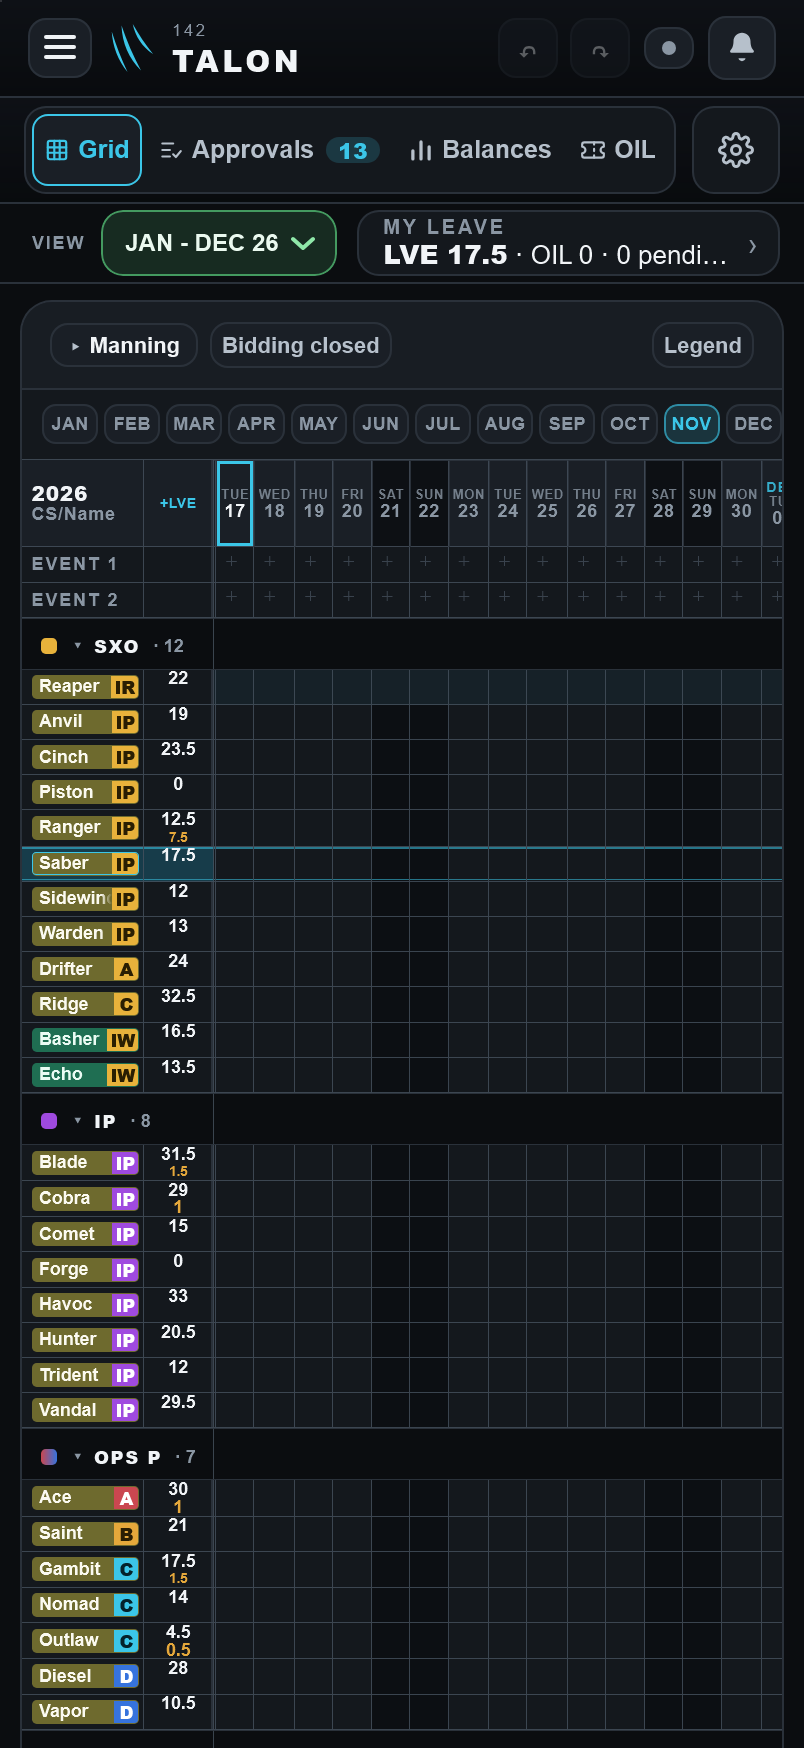 142
TALON
Grid
Approvals 13
Balances
OIL
VIEW
JAN - DEC 26
MY LEAVE
LVE 17.5 · OIL 0 · 0 pendi…
Manning
Bidding closed
Legend
JAN FEB MAR APR MAY JUN JUL AUG SEP OCT NOV DEC
2026
CS/Name
+LVE
TUE 17
WED 18
THU 19
FRI 20
SAT 21
SUN 22
MON 23
TUE 24
WED 25
THU 26
FRI 27
SAT 28
SUN 29
MON 30
EVENT 1 + + + + + + + + + + + + + + +
EVENT 2 + + + + + + + + + + + + + + +
SXO · 12
Reaper IR 22
Anvil IP 19
Cinch IP 23.5
Piston IP 0
Ranger IP 12.5
7.5
Saber IP 17.5
Sidewin IP 12
Warden IP 13
Drifter A 24
Ridge C 32.5
Basher IW 16.5
Echo IW 13.5
IP · 8
Blade IP 31.5
1.5
Cobra IP 29
1
Comet IP 15
Forge IP 0
Havoc IP 33
Hunter IP 20.5
Trident IP 12
Vandal IP 29.5
OPS P · 7
Ace A 30
1
Saint B 21
Gambit C 17.5
1.5
Nomad C 14
Outlaw C 4.5
0.5
Diesel D 28
Vapor D 10.5